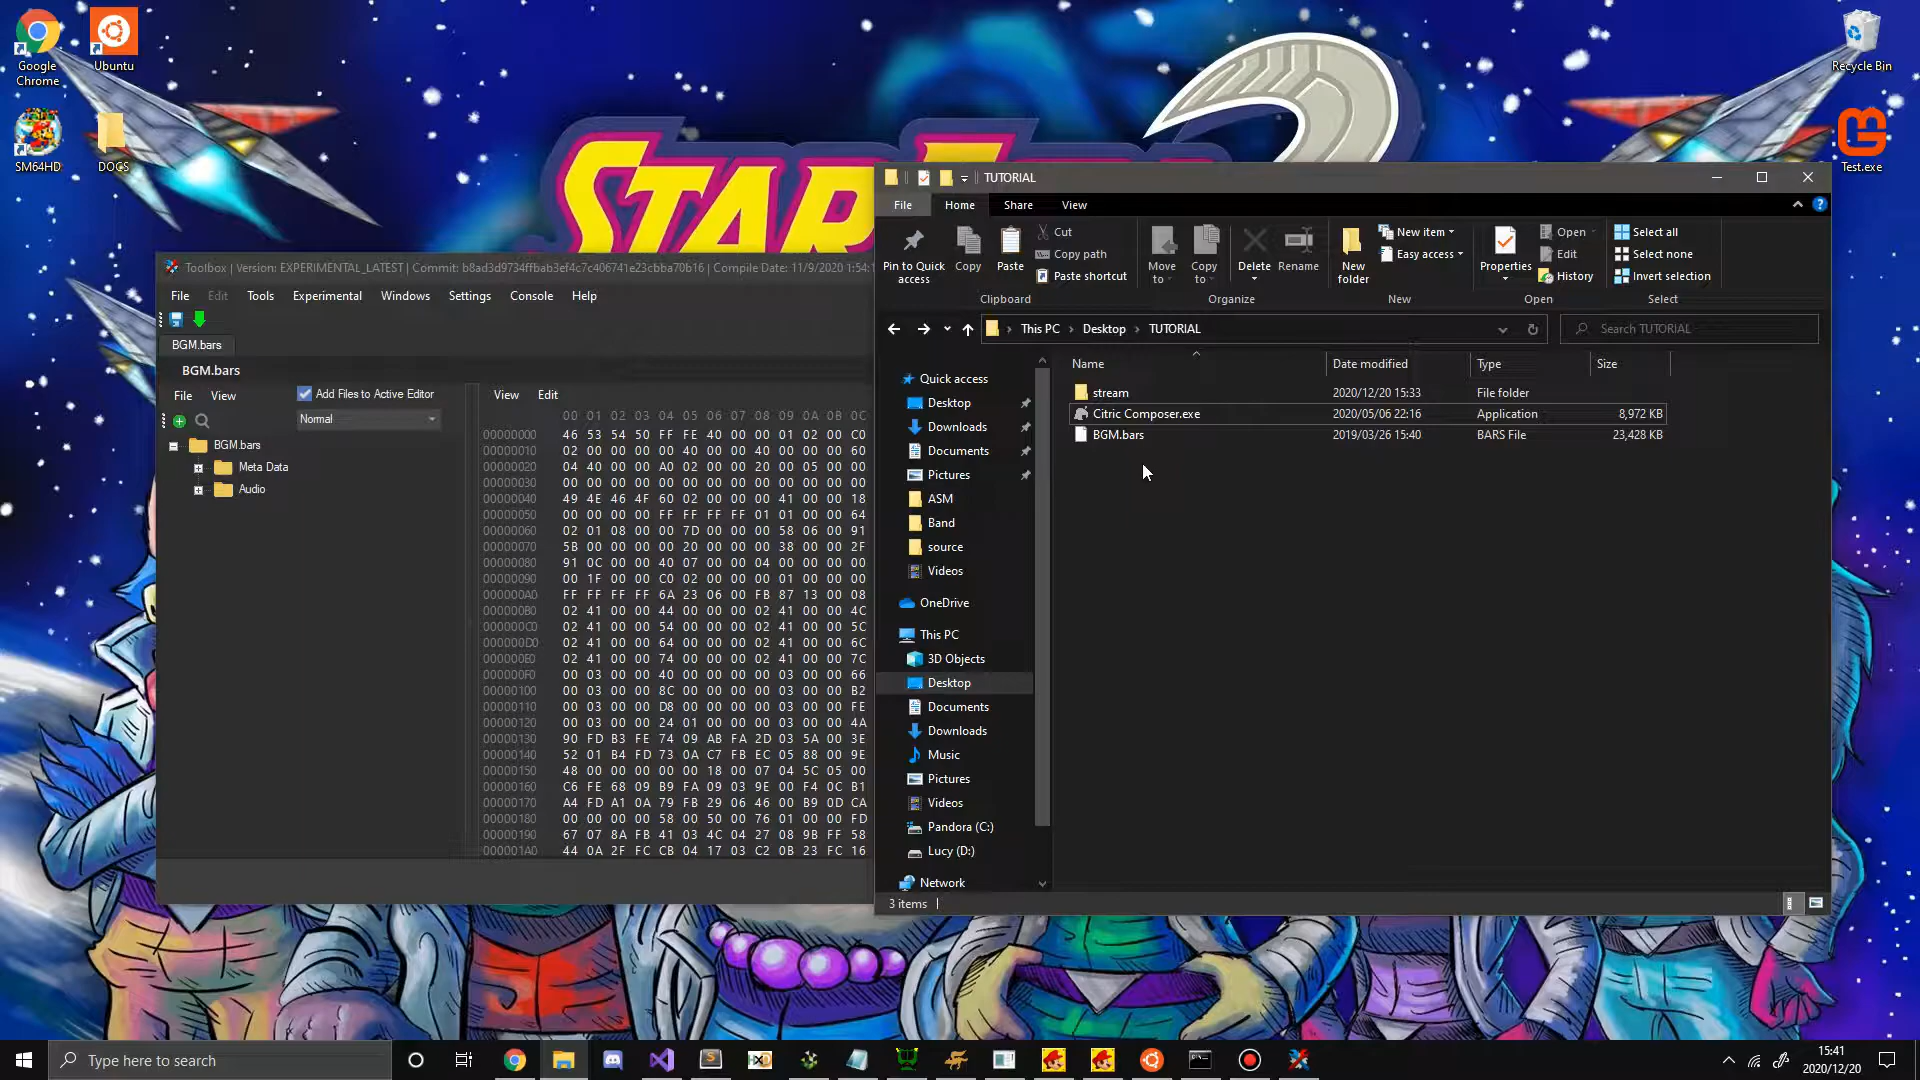 Google
Chrome
Ubuntu
SM64HD
DOCS
Recycle Bin
Test.exe
STAR
Toolbox | Version: EXPERIMENTAL_LATEST | Commit: b8ad3d9734ffbab3ef4c7c406741e23cbba70b16 | Compile Date: 11/9/2020 1:54:1
File Edit Tools Experimental Windows Settings Console Help
BGM.bars
BGM.bars
File View
Add Files to Active Editor
Normal
BGM.bars
Meta Data
Audio
View Edit
00 01 02 03 04 05 06 07 08 09 0A 0B 0C
00000000 46 53 54 50 FF FE 40 00 00 01 02 00 C0
00000010 02 00 00 00 00 40 00 00 40 00 00 00 60
00000020 04 40 00 00 A0 02 00 00 20 00 05 00 00
00000030 00 00 00 00 00 00 00 00 00 00 00 00 00
00000040 49 4E 46 4F 60 02 00 00 00 41 00 00 18
00000050 00 00 00 00 FF FF FF FF 01 01 00 00 64
00000060 02 01 08 00 00 7D 00 00 00 58 06 00 91
00000070 5B 00 00 00 00 20 00 00 00 38 00 00 2F
00000080 91 0C 00 00 40 07 00 00 04 00 00 00 00
00000090 00 1F 00 00 C0 02 00 00 00 01 00 00 00
000000A0 FF FF FF FF 6A 23 06 00 FB 87 13 00 08
000000B0 02 41 00 00 44 00 00 00 02 41 00 00 4C
000000C0 02 41 00 00 54 00 00 00 02 41 00 00 5C
000000D0 02 41 00 00 64 00 00 00 02 41 00 00 6C
000000E0 02 41 00 00 74 00 00 00 02 41 00 00 7C
000000F0 00 03 00 00 40 00 00 00 00 03 00 00 66
00000100 00 03 00 00 8C 00 00 00 00 03 00 00 B2
00000110 00 03 00 00 D8 00 00 00 00 03 00 00 FE
00000120 00 03 00 00 24 01 00 00 00 03 00 00 4A
00000130 90 FD B3 FE 74 09 AB FA 2D 03 5A 00 3E
00000140 52 01 B4 FD 73 0A C7 FB EC 05 88 00 9E
00000150 48 00 00 00 00 00 18 00 07 04 5C 05 00
00000160 C6 FE 68 09 B9 FA 09 03 9E 00 F4 0C B1
00000170 A4 FD A1 0A 79 FB 29 06 46 00 B9 0D CA
00000180 00 00 00 00 58 00 50 00 76 01 00 00 FD
00000190 67 07 8A FB 41 03 4C 04 27 08 9B FF 58
000001A0 44 0A 2F FC CB 04 17 03 C2 0B 23 FC 16
TUTORIAL
File Home Share View
Pin to Quick
access
Copy
Paste
Cut
Copy path
Paste shortcut
Clipboard
Move
to
Copy
to
Delete
Rename
Organize
New
folder
New item
Easy access
New
Properties
Open
Edit
History
Open
Select all
Select none
Invert selection
Select
This PC Desktop TUTORIAL
Search TUTORIAL
Name Date modified Type Size
stream 2020/12/20 15:33 File folder
Citric Composer.exe 2020/05/06 22:16 Application 8,972 KB
BGM.bars 2019/03/26 15:40 BARS File 23,428 KB
Quick access
Desktop
Downloads
Documents
Pictures
ASM
Band
source
Videos
OneDrive
This PC
3D Objects
Desktop
Documents
Downloads
Music
Pictures
Videos
Pandora (C:)
Lucy (D:)
Network
3 items
Type here to search
15:41
2020/12/20